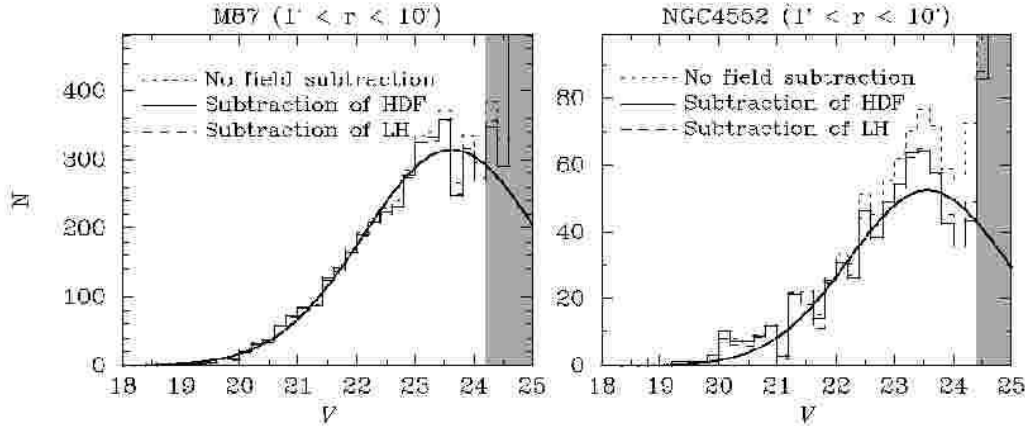 M87 (1' < r < 10')
N
400
300
200
100
0
No field subtraction
Subtraction of HDF
Subtraction of LH
18 19 20 21 22 23 24 25
V
NGC4552 (1' < r < 10')
80
60
40
20
0
No field subtraction
Subtraction of HDF
Subtraction of LH
18 19 20 21 22 23 24 25
V